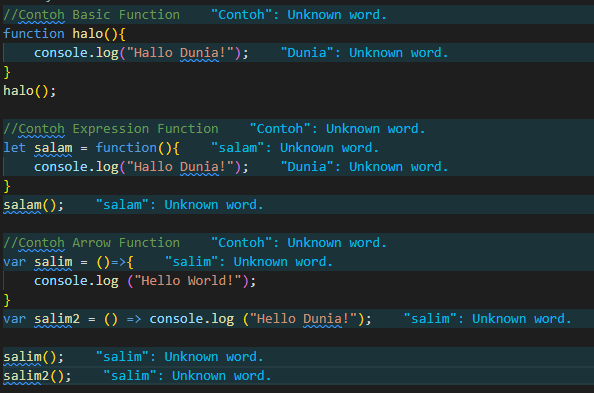 //Contoh Basic Function    "Contoh": Unknown word.
function halo(){
    console.log("Hallo Dunia!");    "Dunia": Unknown word.
}
halo();
//Contoh Expression Function    "Contoh": Unknown word.
let salam = function(){    "salam": Unknown word.
    console.log("Hallo Dunia!");    "Dunia": Unknown word.
}
salam();    "salam": Unknown word.
//Contoh Arrow Function    "Contoh": Unknown word.
var salim = ()=>{    "salim": Unknown word.
    console.log ("Hello World!");
}
var salim2 = () => console.log ("Hello Dunia!");    "salim": Unknown word.
salim();    "salim": Unknown word.
salim2();    "salim": Unknown word.